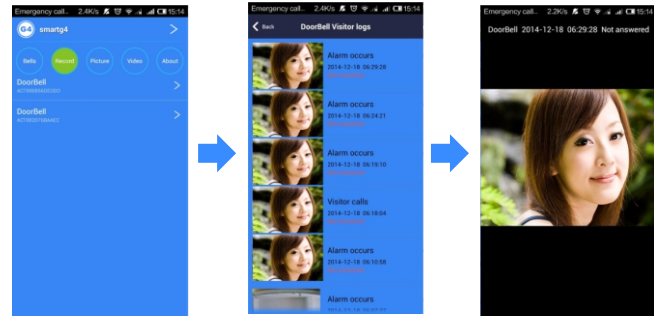 Emergency call.. 2.4K/s 15:14
G4 smartg4
Bells Record Picture Video About
DoorBell
DoorBell
Emergency call.. 2.4K/s 15:14
Back DoorBell Visitor logs
Alarm occurs
2014-12-18 06:29:28
Alarm occurs
2014-12-18 06:24:21
Alarm occurs
2014-12-18 06:19:10
Visitor calls
2014-12-18 06:18:04
Alarm occurs
2014-12-18 06:10:58
Alarm occurs
Emergency call.. 2.2K/s 15:14
DoorBell 2014-12-18 06:29:28 Not answered